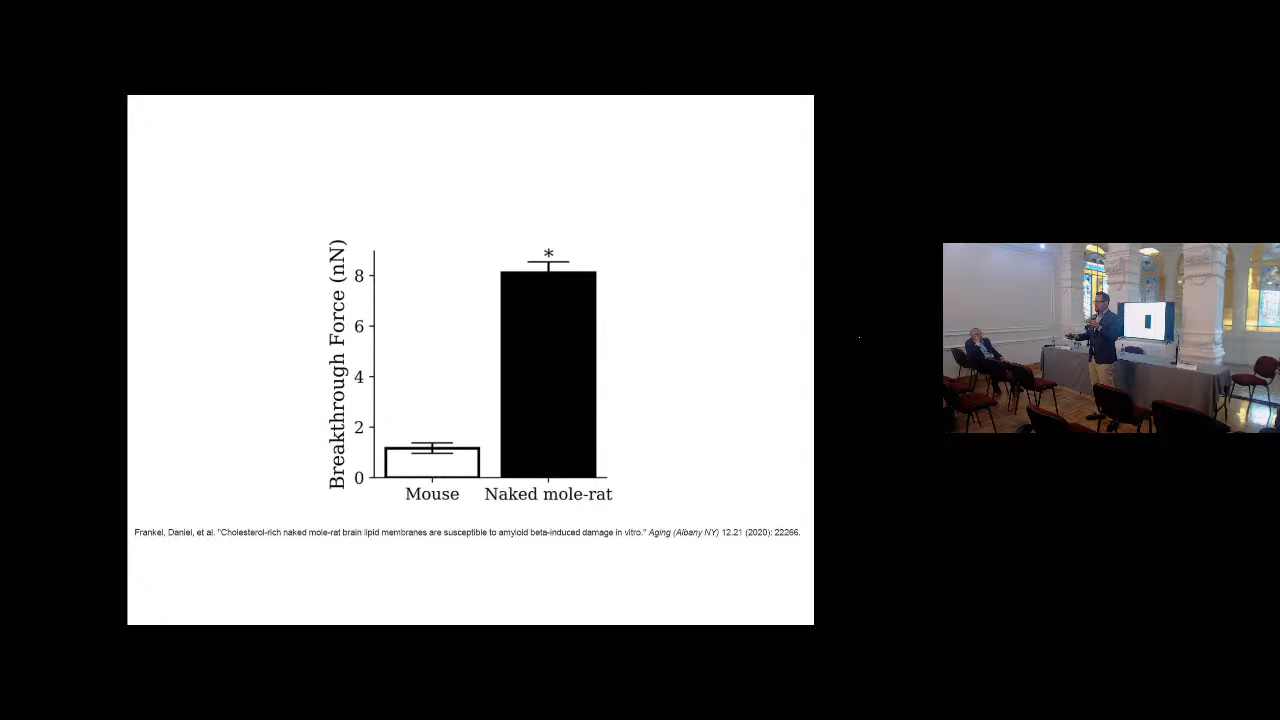 Breakthrough Force (nN)
8
6
4
2
0
*
Mouse
Naked mole-rat
Frankel, Daniel, et al. "Cholesterol-rich naked mole-rat brain lipid membranes are susceptible to amyloid beta-induced damage in vitro." Aging (Albany NY) 12.21 (2020): 22266.